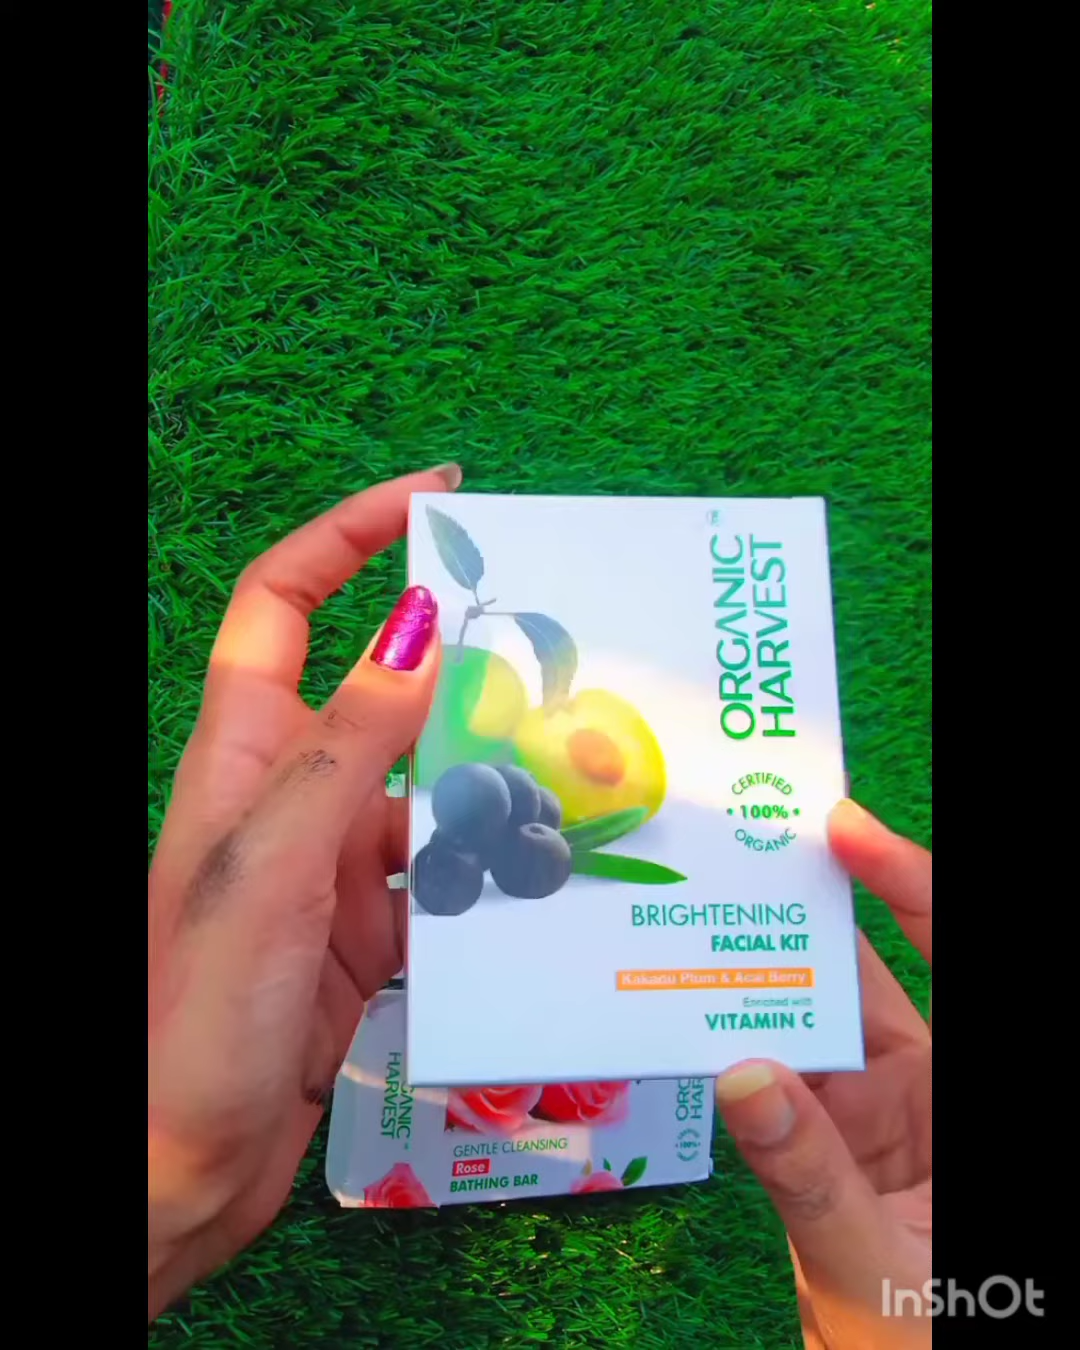 ORGANIC
HARVEST
CERTIFIED
100%
ORGANIC
BRIGHTENING
FACIAL KIT
Kakadu Plum & Acai Berry
Enriched with
VITAMIN C
HARVEST
GENTLE CLEANSING
Rose
BATHING BAR
100%
InShOt